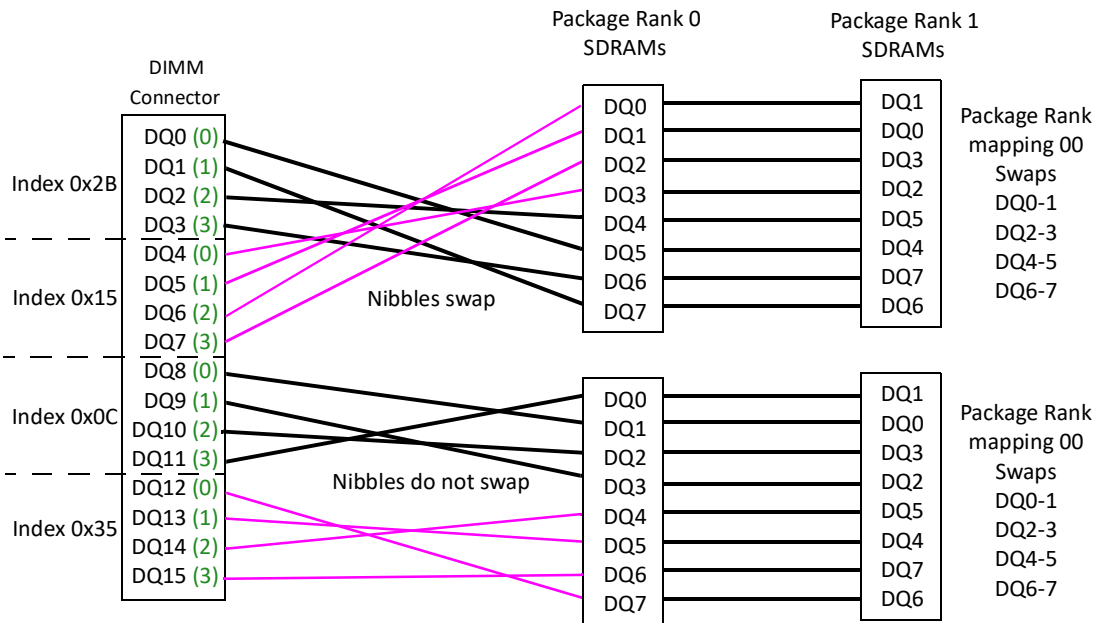 Package Rank 0
SDRAMs
Package Rank 1
SDRAMs
DIMM
Connector
Index 0x2B
Index 0x15
Index 0x0C
Index 0x35
DQ0 (0)
DQ1 (1)
DQ2 (2)
DQ3 (3)
DQ4 (0)
DQ5 (1)
DQ6 (2)
DQ7 (3)
DQ8 (0)
DQ9 (1)
DQ10 (2)
DQ11 (3)
DQ12 (0)
DQ13 (1)
DQ14 (2)
DQ15 (3)
Nibbles swap
Nibbles do not swap
DQ0
DQ1
DQ2
DQ3
DQ4
DQ5
DQ6
DQ7
DQ1
DQ0
DQ3
DQ2
DQ5
DQ4
DQ7
DQ6
Package Rank
mapping 00
Swaps
DQ0-1
DQ2-3
DQ4-5
DQ6-7
DQ0
DQ1
DQ2
DQ3
DQ4
DQ5
DQ6
DQ7
DQ1
DQ0
DQ3
DQ2
DQ5
DQ4
DQ7
DQ6
Package Rank
mapping 00
Swaps
DQ0-1
DQ2-3
DQ4-5
DQ6-7